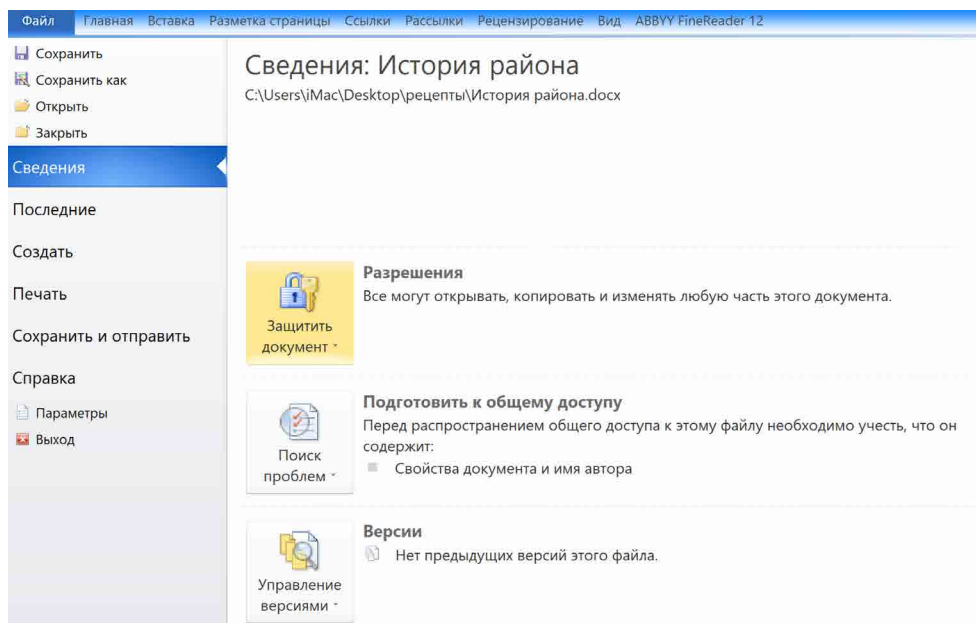 Файл Главная Вставка Разметка страницы Ссылки Рассылки Рецензирование Вид ABBYY FineReader 12
Сохранить
Сохранить как
Открыть
Закрыть
Сведения
Последние
Создать
Печать
Сохранить и отправить
Справка
Параметры
Выход
Сведения: История района
C:\Users\iMac\Desktop\рецепты\История района.docx
Защитить
документ
Разрешения
Все могут открывать, копировать и изменять любую часть этого документа.
Поиск
проблем
Подготовить к общему доступу
Перед распространением общего доступа к этому файлу необходимо учесть, что он
содержит:
Свойства документа и имя автора
Управление
версиями
Версии
Нет предыдущих версий этого файла.